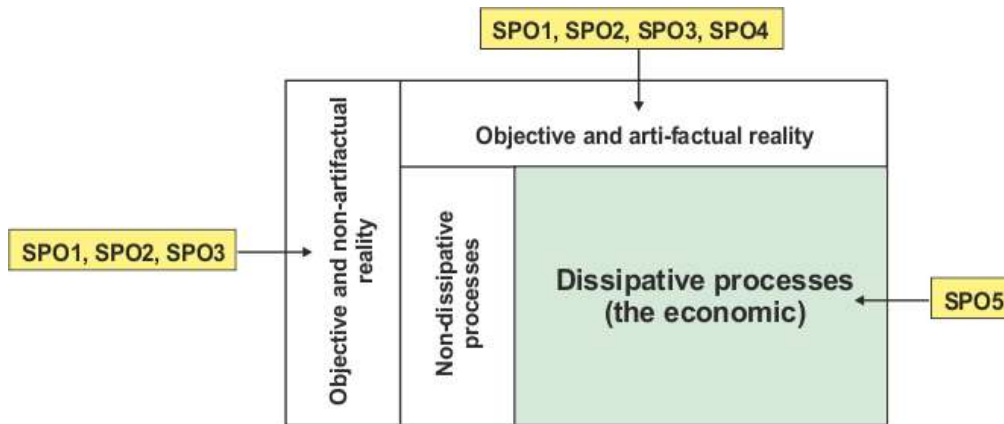 SPO1, SPO2, SPO3, SPO4
Objective and arti-factual reality
Objective and non-artifactual
reality
SPO1, SPO2, SPO3
Non-dissipative
processes
Dissipative processes
(the economic)
SPO5